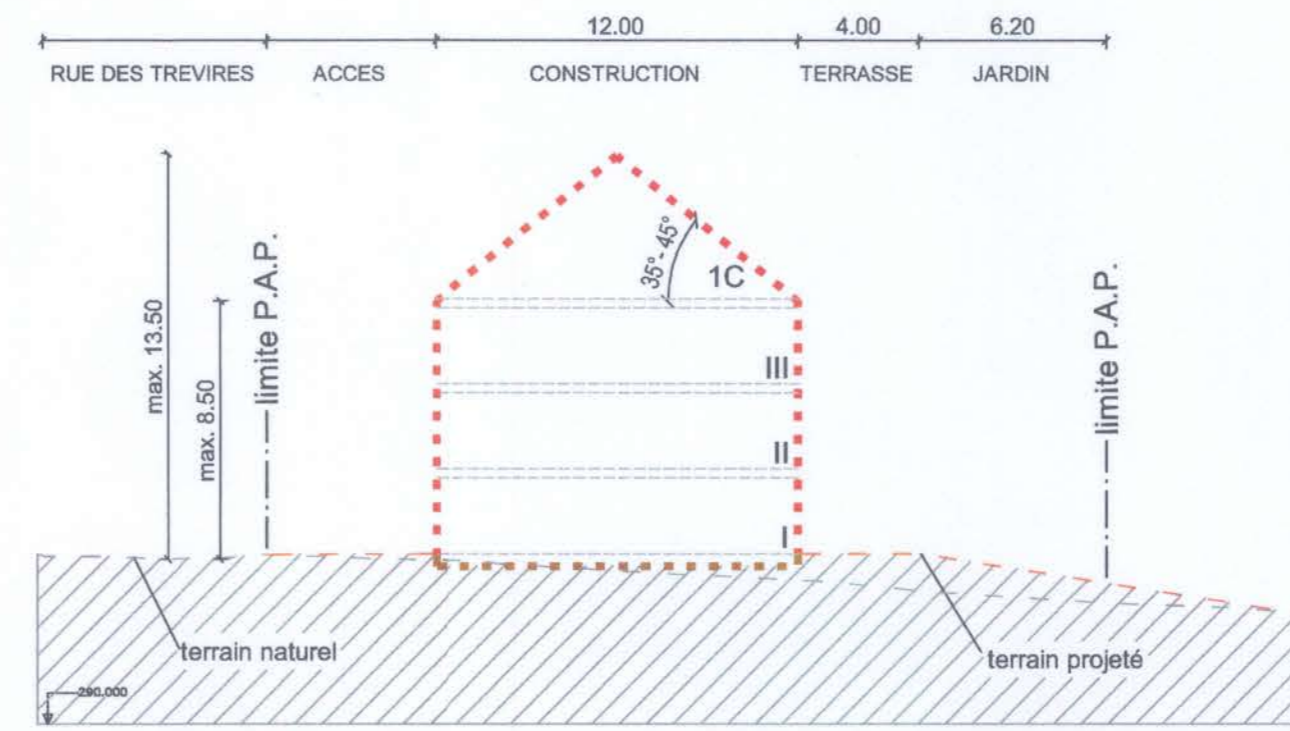 12.00 4.00 6.20
RUE DES TREVIRES ACCES CONSTRUCTION TERRASSE JARDIN
max. 13.50
max. 8.50
limite P.A.P.
35°- 45°
1C
III
II
I
limite P.A.P.
terrain naturel
terrain projeté
290.000